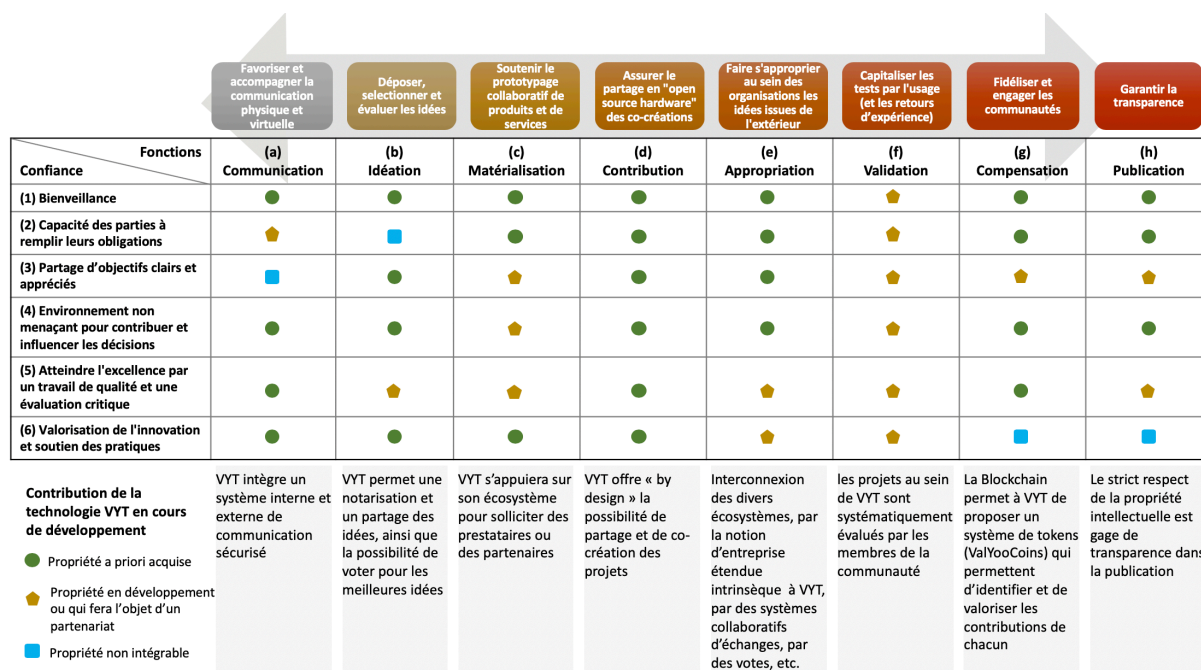 Favoriser et
accompagner la
communication
physique et
virtuelle
Déposer,
selectionner et
évaluer les idées
Soutenir le
prototypage
collaboratif de
produits et de
services
Assurer le
partage en "open
source hardware"
des co-créations
Faire s'approprier
au sein des
organisations les
idées issues de
l'extérieur
Capitaliser les
tests par l'usage
(et les retours
d’expérience)
Fidéliser et
engager les
communautés
Garantir la
transparence
Fonctions
Confiance
(a)
Communication
(b)
Idéation
(c)
Matérialisation
(d)
Contribution
(e)
Appropriation
(f)
Validation
(g)
Compensation
(h)
Publication
(1) Bienveillance
(2) Capacité des parties à
remplir leurs obligations
(3) Partage d’objectifs clairs et
appréciés
(4) Environnement non
menaçant pour contribuer et
influencer les décisions
(5) Atteindre l'excellence par
un travail de qualité et une
évaluation critique
(6) Valorisation de l'innovation
et soutien des pratiques
Contribution de la
technologie VYT en cours
de développement
Propriété a priori acquise
Propriété en développement
ou qui fera l’objet d’un
partenariat
Propriété non intégrable
VYT intègre un
système interne et
externe de
communication
sécurisé
VYT permet une
notarisation et
un partage des
idées, ainsi que
la possibilité de
voter pour les
meilleures idées
VYT s’appuiera sur
son écosystème
pour solliciter des
prestataires ou
des partenaires
VYT offre « by
design » la
possibilité de
partage et de co-
création des
projets
Interconnexion
des divers
écosystèmes, par
la notion
d’entreprise
étendue
intrinsèque à VYT,
par des systèmes
collaboratifs
d’échanges, par
des votes, etc.
les projets au sein
de VYT sont
systématiquement
évalués par les
membres de la
communauté
La Blockchain
permet à VYT de
proposer un
système de tokens
(ValYooCoins) qui
permettent
d’identifier et de
valoriser les
contributions de
chacun
Le strict respect
de la propriété
intellectuelle est
gage de
transparence dans
la publication